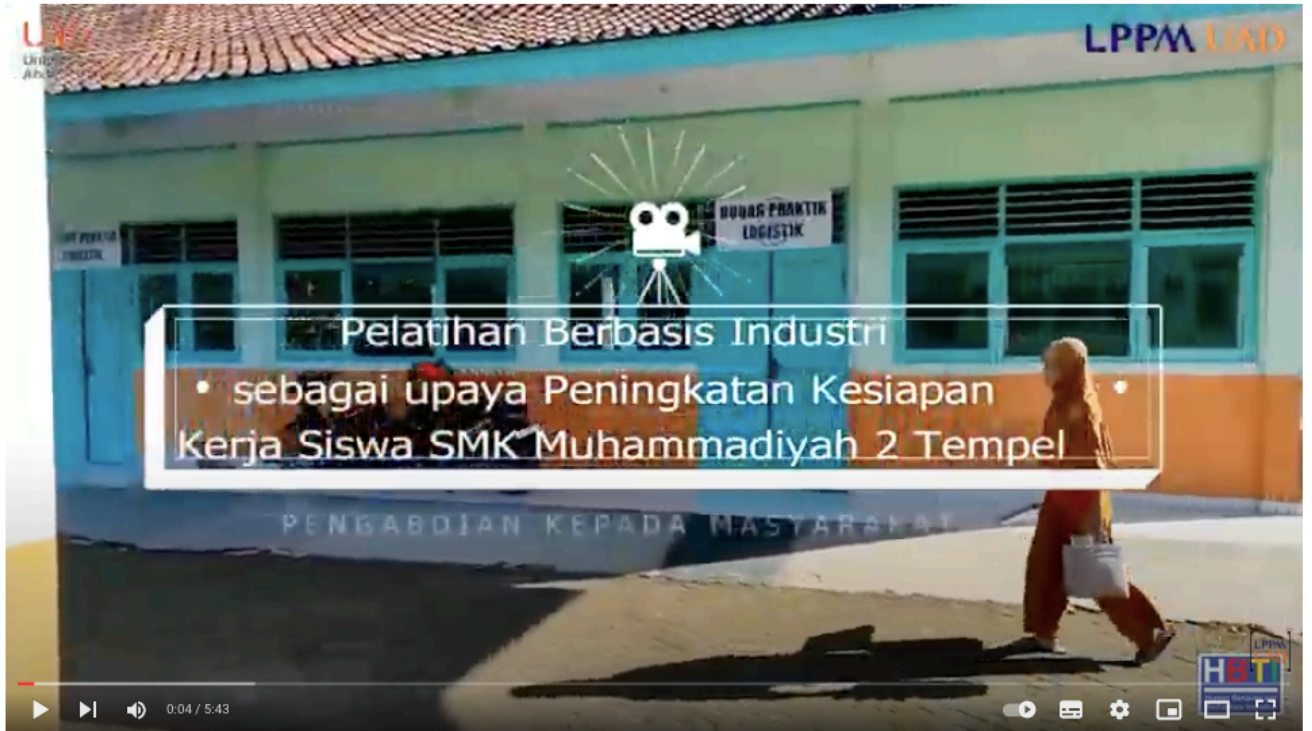 LPPM UAD
RUANG PRAKTIK
LOGISTIK
Pelatihan Berbasis Industri
• sebagai upaya Peningkatan Kesiapan •
Kerja Siswa SMK Muhammadiyah 2 Tempel
PENGABDIAN KEPADA MASYARAKAT
LPPM
HBTI
0:04 / 5:43